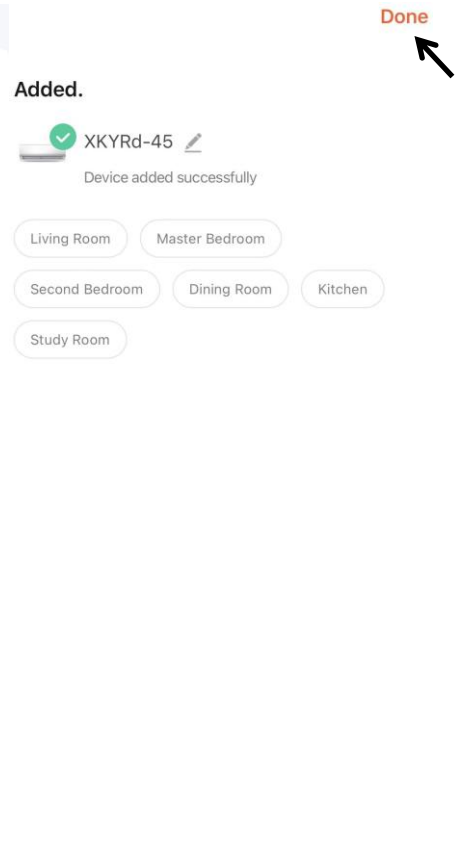 Done
Added.
XKYRd-45
Device added successfully
Living Room Master Bedroom
Second Bedroom Dining Room Kitchen
Study Room